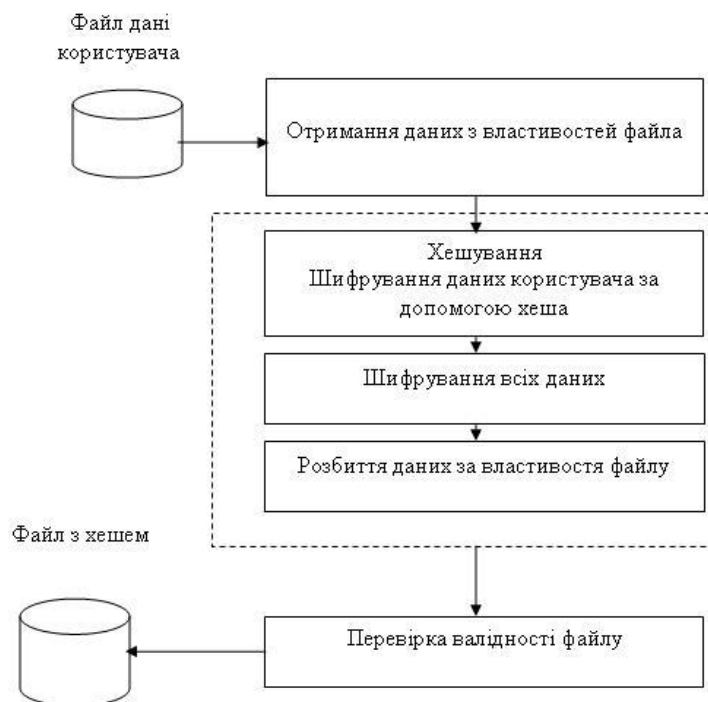 Файл дані
користувача
Отримання даних з властивостей файла
Хешування
Шифрування даних користувача за
допомогою хеша
Шифрування всіх даних
Розбиття даних за властивостя файлу
Файл з хешем
Перевірка валідності файлу